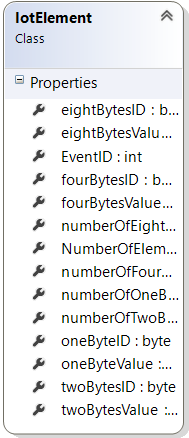 IotElement
Class
Properties
eightBytesID : b...
eightBytesValu...
EventID : int
fourBytesID : b...
fourBytesValue...
numberOfEight...
NumberOfElem...
numberOfFour...
numberOfOneB...
numberOfTwoB...
oneByteID : byte
oneByteValue :...
twoBytesID : byte
twoBytesValue :...